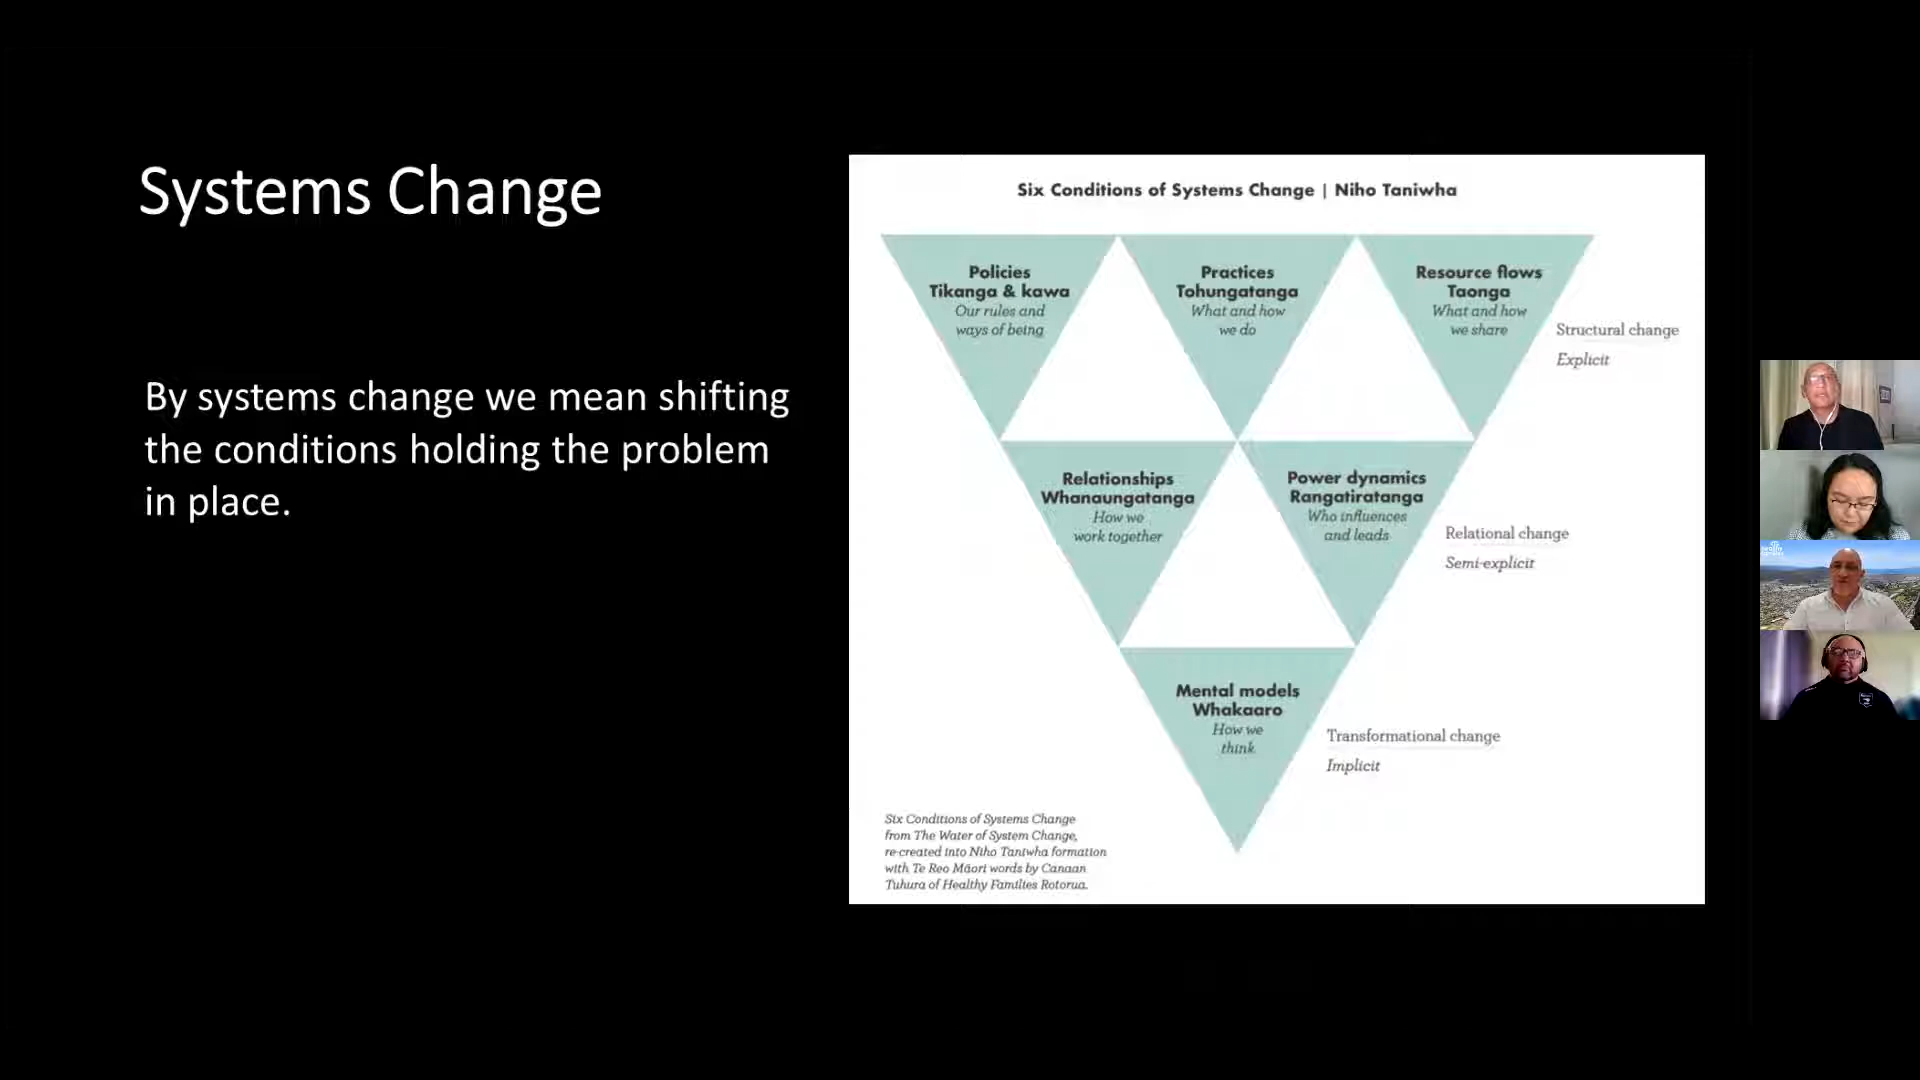 Systems Change
By systems change we mean shifting
the conditions holding the problem
in place.
Six Conditions of Systems Change | Niho Taniwha
Policies
Tikanga & kawa
Our rules and
ways of being
Practices
Tohungatanga
What and how
we do
Resource flows
Taonga
What and how
we share
Structural change
Explicit
Relationships
Whanaungatanga
How we
work together
Power dynamics
Rangatiratanga
Who influences
and leads
Relational change
Semi-explicit
Mental models
Whakaaro
How we
think
Transformational change
Implicit
Six Conditions of Systems Change
from The Water of System Change,
re-created into Niho Taniwha formation
with Te Reo Māori words by Canaan
Tuhura of Healthy Families Rotorua.